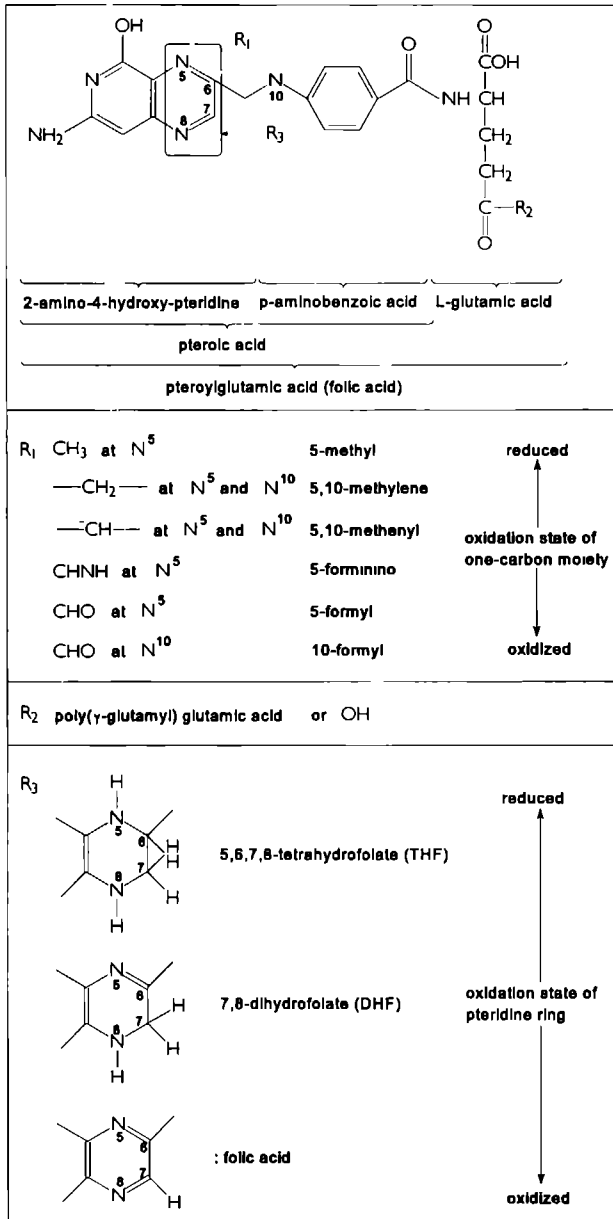 OH
R1
O
O
N
N
5
6
N
10
COH
7
NH
CH
NH2
N
8
R3
CH2
CH2
C—R2
O
2-amino-4-hydroxy-pteridine p-aminobenzoic acid L-glutamic acid
pteroic acid
pteroylglutamic acid (folic acid)
R1 CH3 at N5 5-methyl reduced
—CH2— at N5 and N10 5,10-methylene
—CH— at N5 and N10 5,10-methenyl
oxidation state of
one-carbon moiety
CHNH at N5 5-forminino
CHO at N5 5-formyl
CHO at N10 10-formyl oxidized
R2 poly(γ-glutamyl) glutamic acid or OH
R3
reduced
H
N
5
6
H
H
7
8
N
H
H
5,6,7,8-tetrahydrofolate (THF)
N
5
6
7
H
8
N
H
H
7,8-dihydrofolate (DHF)
oxidation state of
pteridine ring
N
5
6
7
8
N
H
: folic acid
oxidized